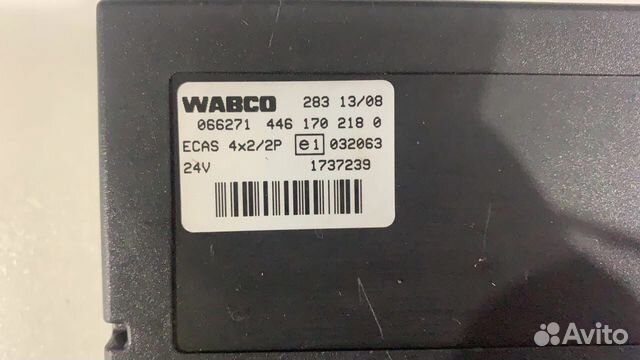 WABCO 283 13/08
066271 446 170 218 0
ECAS 4x2/2P e1 032063
24V 1737239
Avito